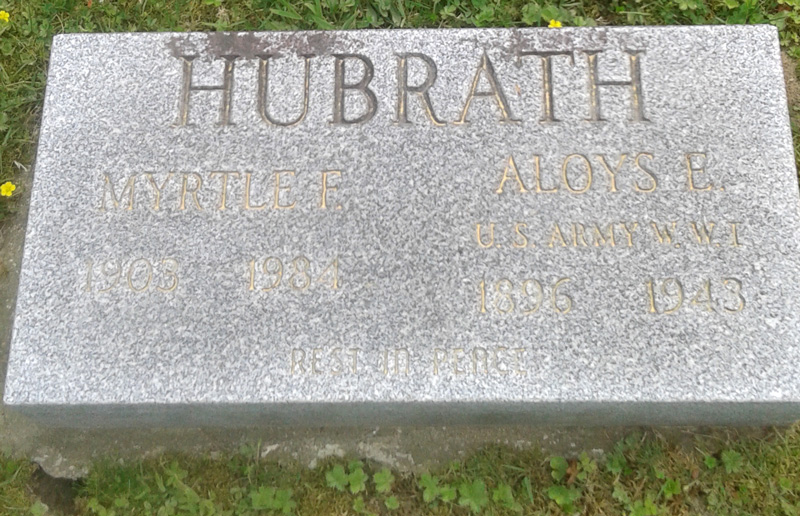 HUBRATH
MYRTLE F.
1903 1984
ALOYS E.
U.S. ARMY W.W.I
1896 1943
REST IN PEACE